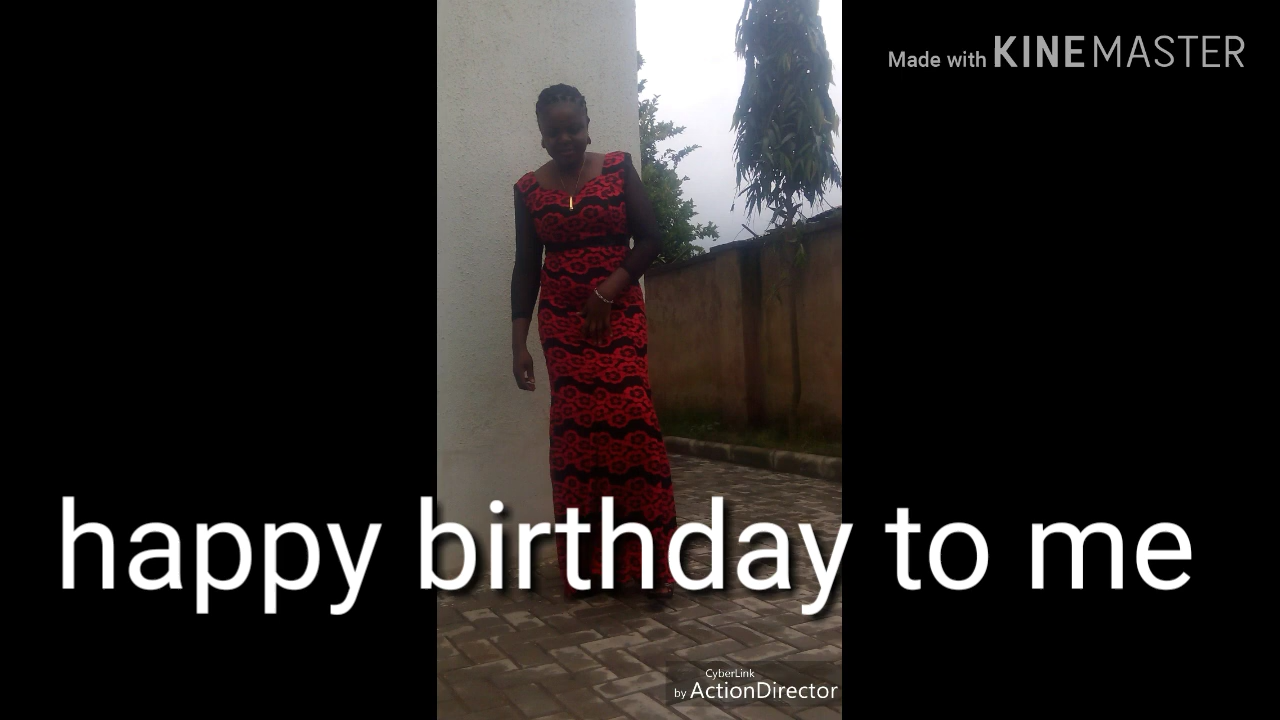 Made with KINEMASTER
happy birthday to me
CyberLink
by ActionDirector